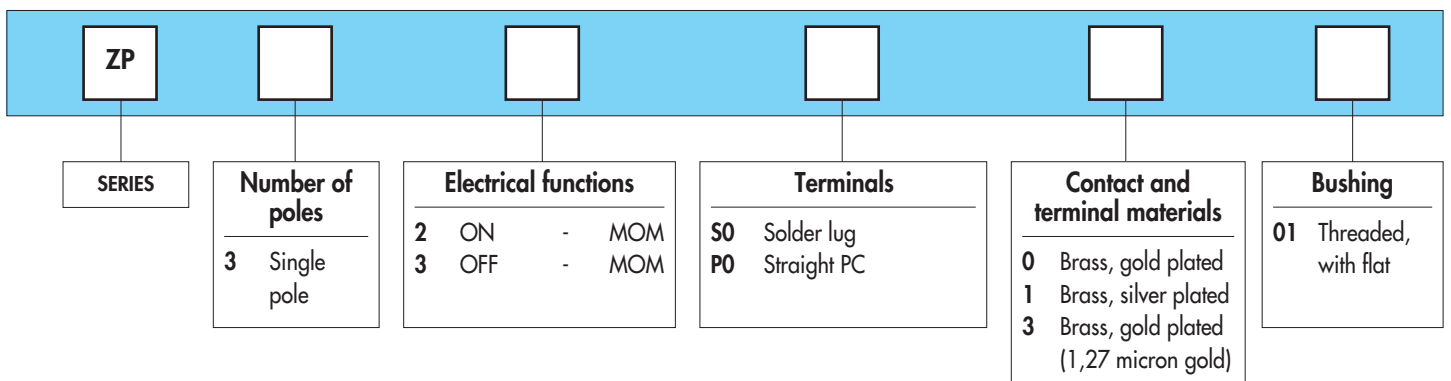 ZP
SERIES
Number of
poles
3 Single
pole
Electrical functions
2 ON - MOM
3 OFF - MOM
Terminals
S0 Solder lug
P0 Straight PC
Contact and
terminal materials
0 Brass, gold plated
1 Brass, silver plated
3 Brass, gold plated
(1,27 micron gold)
Bushing
01 Threaded,
with flat